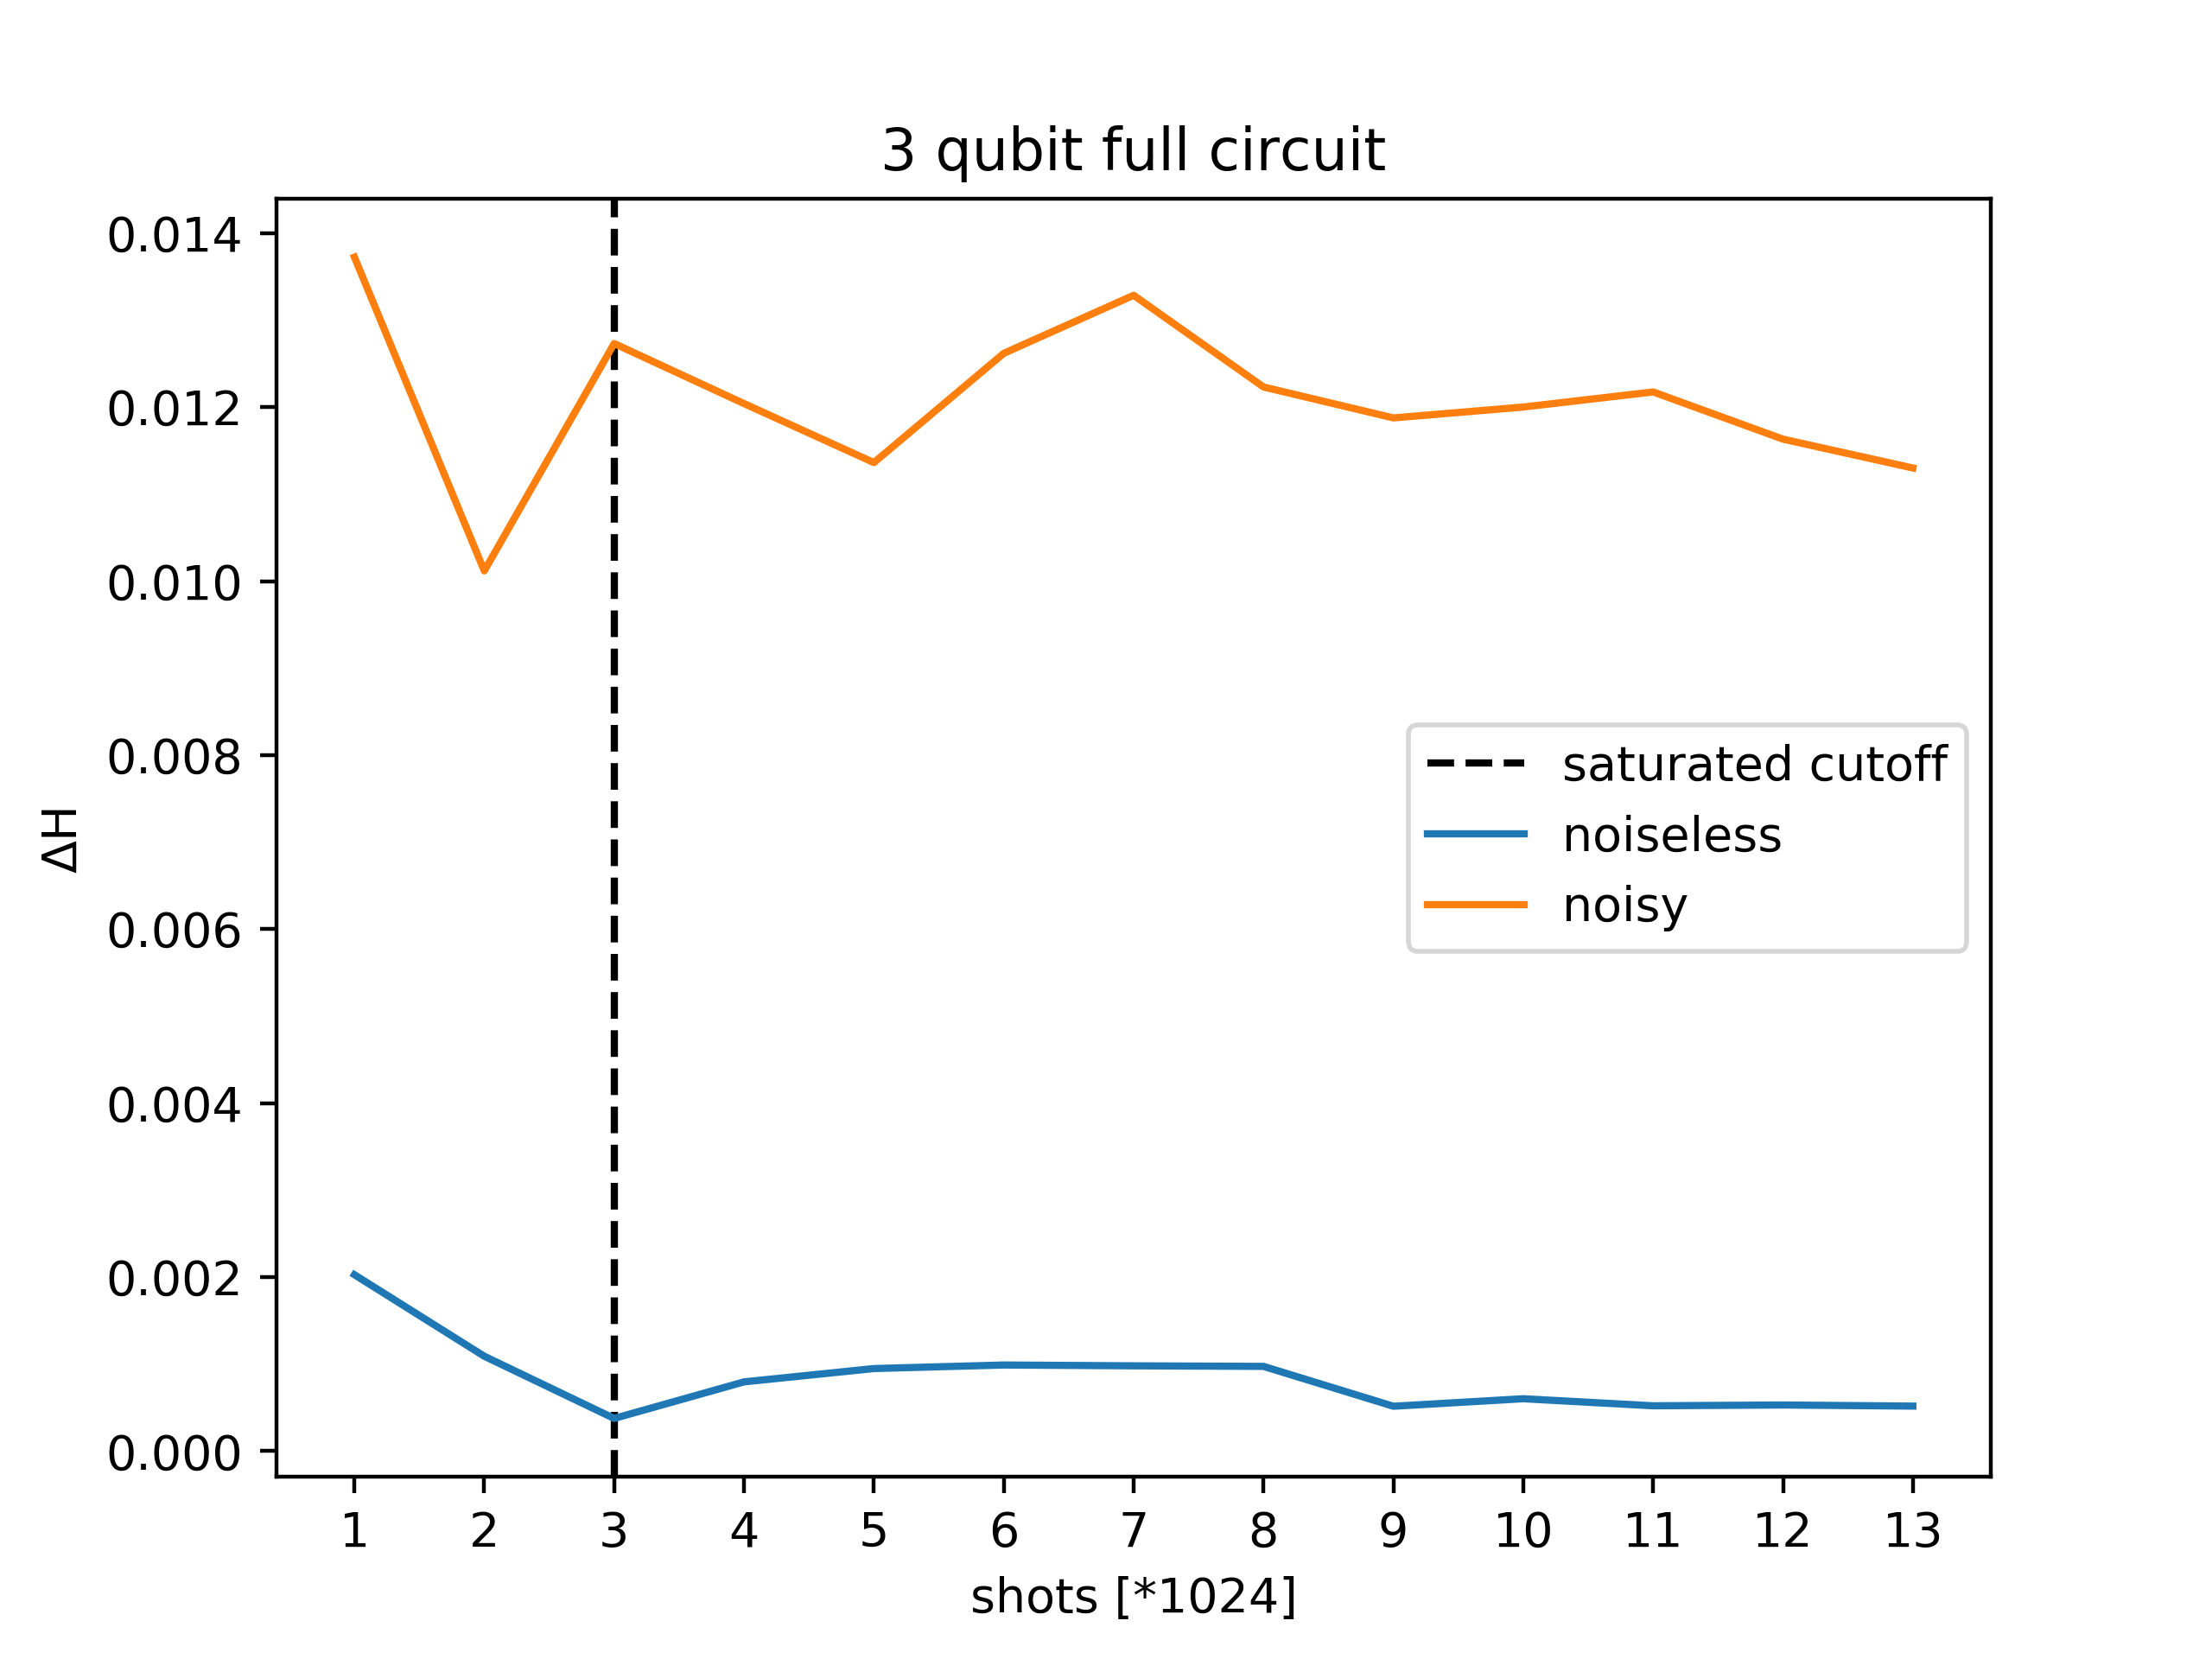 3 qubit full circuit
0.014
0.012
0.010
0.008
0.006
0.004
0.002
0.000
ΔH
saturated cutoff
noiseless
noisy
1 2 3 4 5 6 7 8 9 10 11 12 13
shots [*1024]